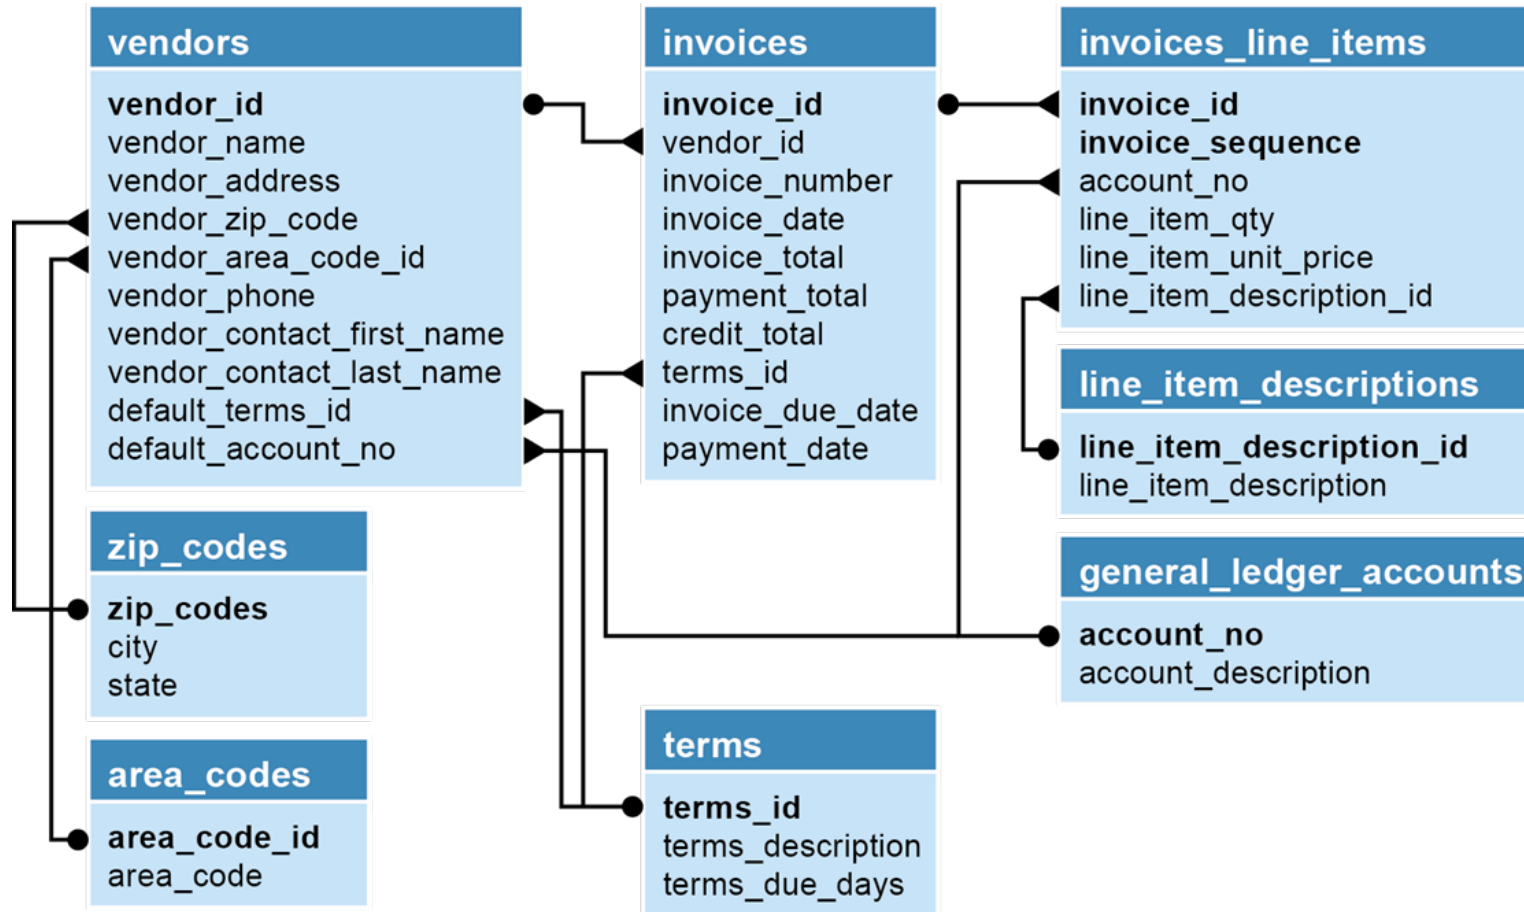 vendors
vendor_id
vendor_name
vendor_address
vendor_zip_code
vendor_area_code_id
vendor_phone
vendor_contact_first_name
vendor_contact_last_name
default_terms_id
default_account_no
invoices
invoice_id
vendor_id
invoice_number
invoice_date
invoice_total
payment_total
credit_total
terms_id
invoice_due_date
payment_date
invoices_line_items
invoice_id
invoice_sequence
account_no
line_item_qty
line_item_unit_price
line_item_description_id
line_item_descriptions
line_item_description_id
line_item_description
zip_codes
zip_codes
city
state
general_ledger_accounts
account_no
account_description
area_codes
area_code_id
area_code
terms
terms_id
terms_description
terms_due_days